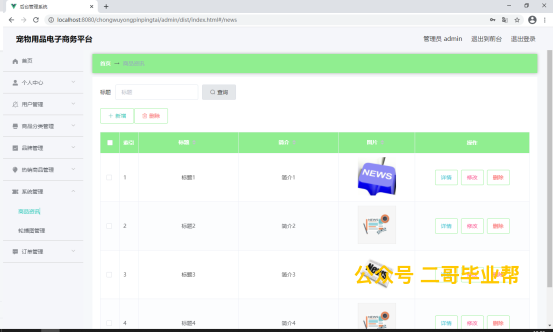 后台管理系统
localhost:8080/chongwuyongpinpingtai/admin/dist/index.html#/news
宠物用品电子商务平台
管理员 admin 退出到前台 退出登录
首页
个人中心
用户管理
商品分类管理
品牌管理
热销商品管理
系统管理
商品资讯
轮播图管理
订单管理
首页 商品资讯
标题 标题 查询
+ 新增 删除
索引 标题 简介 图片 操作
1 标题1 简介1 NEWS 详情 修改 删除
2 标题2 简介2 详情 修改 删除
3 标题3 简介3 NEWS 详情 修改 删除
4 标题4 简介4 详情 修改 删除
公众号 二哥毕业帮